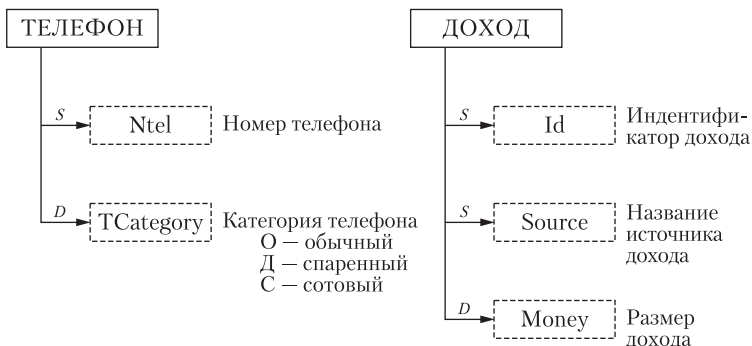 ТЕЛЕФОН
S
Ntel
Номер телефона
D
TCategory
Категория телефона
О — обычный
Д — спаренный
С — сотовый
ДОХОД
S
Id
Индентифи-
катор дохода
S
Source
Название
источника
дохода
D
Money
Размер
дохода